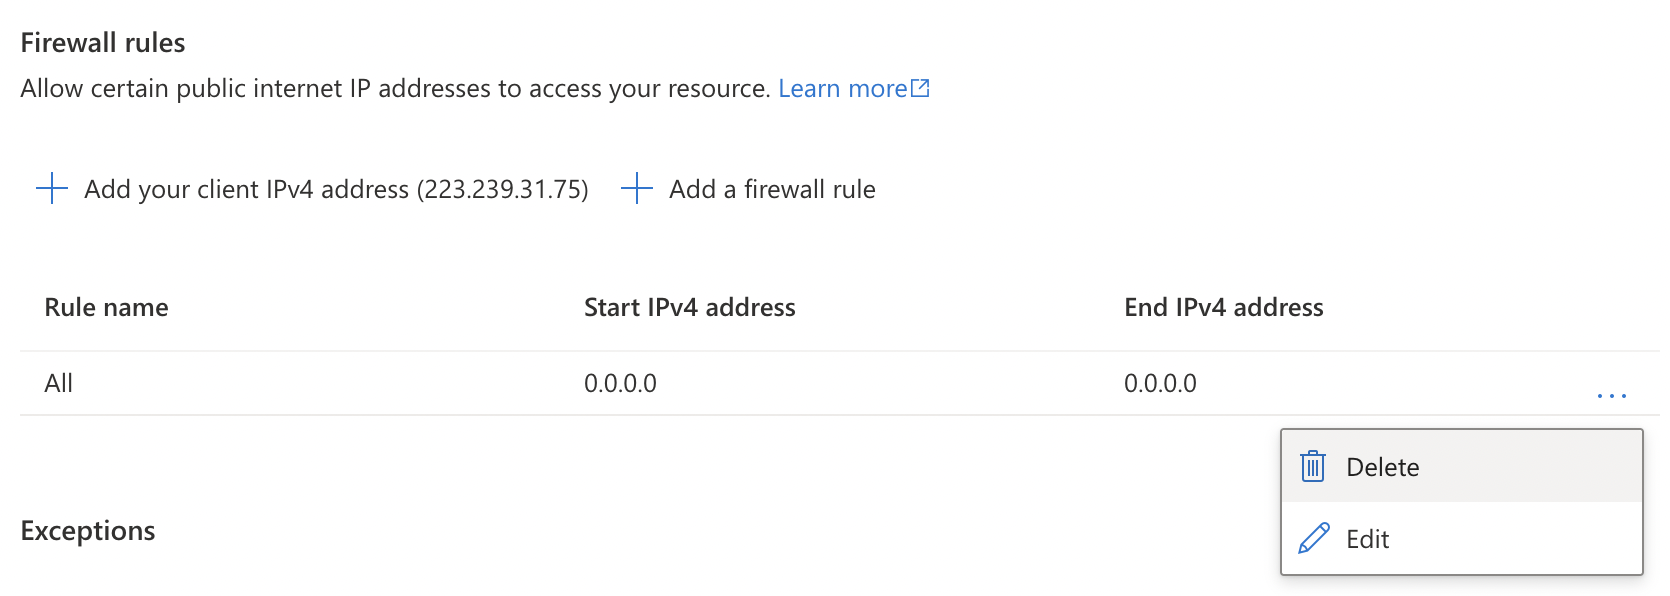 Firewall rules
Allow certain public internet IP addresses to access your resource. Learn more
Add your client IPv4 address (223.239.31.75) Add a firewall rule
Rule name Start IPv4 address End IPv4 address
All 0.0.0.0 0.0.0.0 ...
Delete
Exceptions
Edit